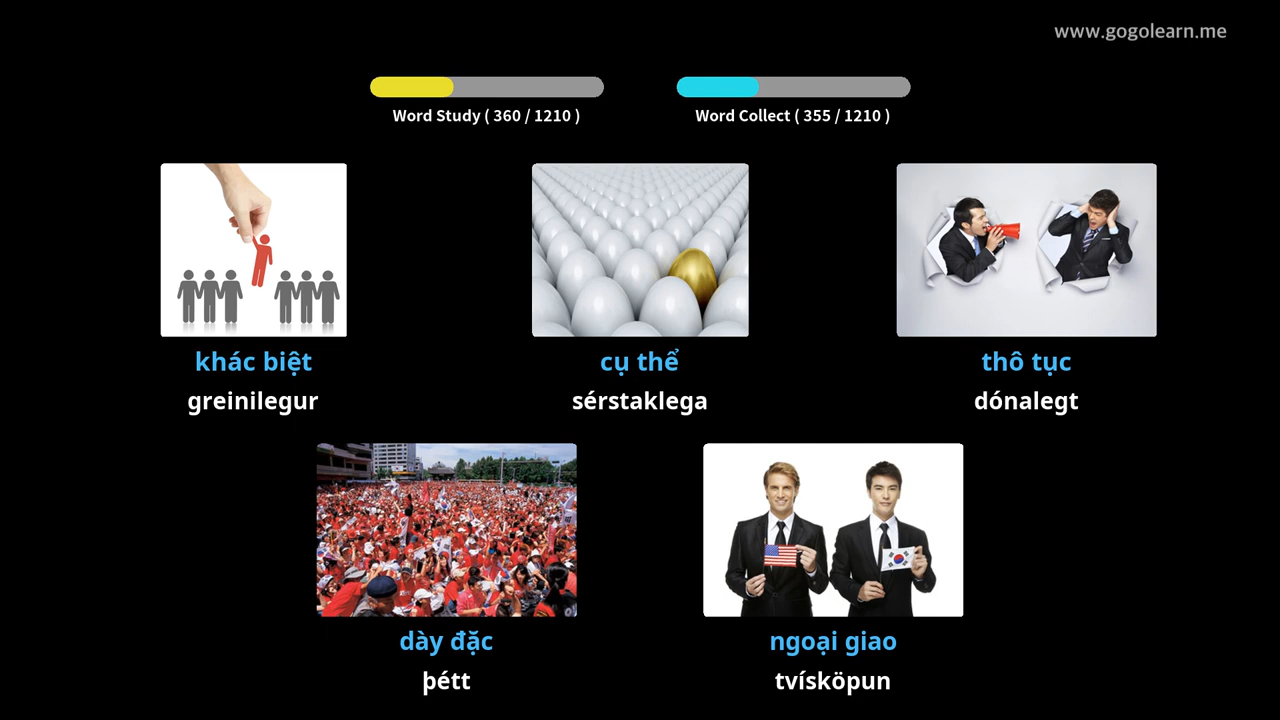 www.gogolearn.me
Word Study ( 360 / 1210 )
Word Collect ( 355 / 1210 )
khác biệt
greinilegur
cụ thể
sérstaklega
thô tục
dónalegt
dày đặc
þétt
ngoại giao
tvísköpun